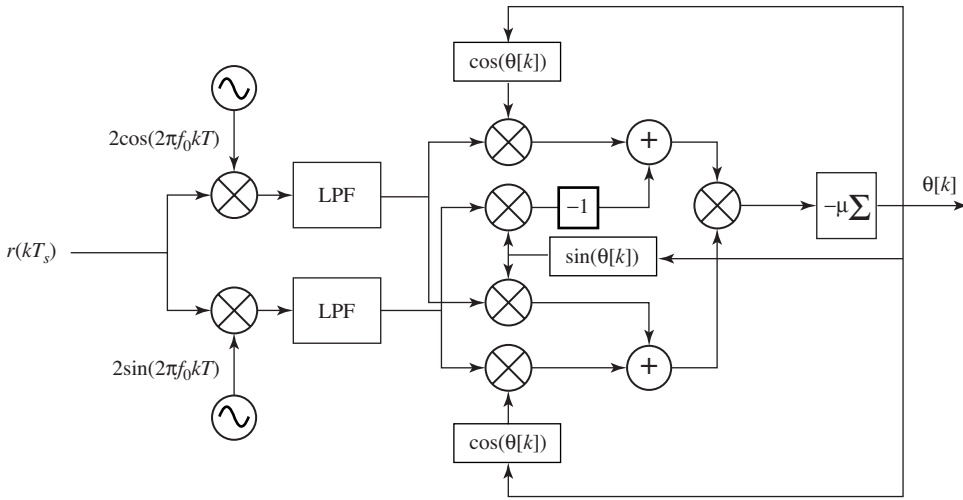 cos(θ[k])
2cos(2πf₀kT)
LPF
+
−1
−μΣ
θ[k]
r(kTₛ)
sin(θ[k])
LPF
2sin(2πf₀kT)
+
cos(θ[k])